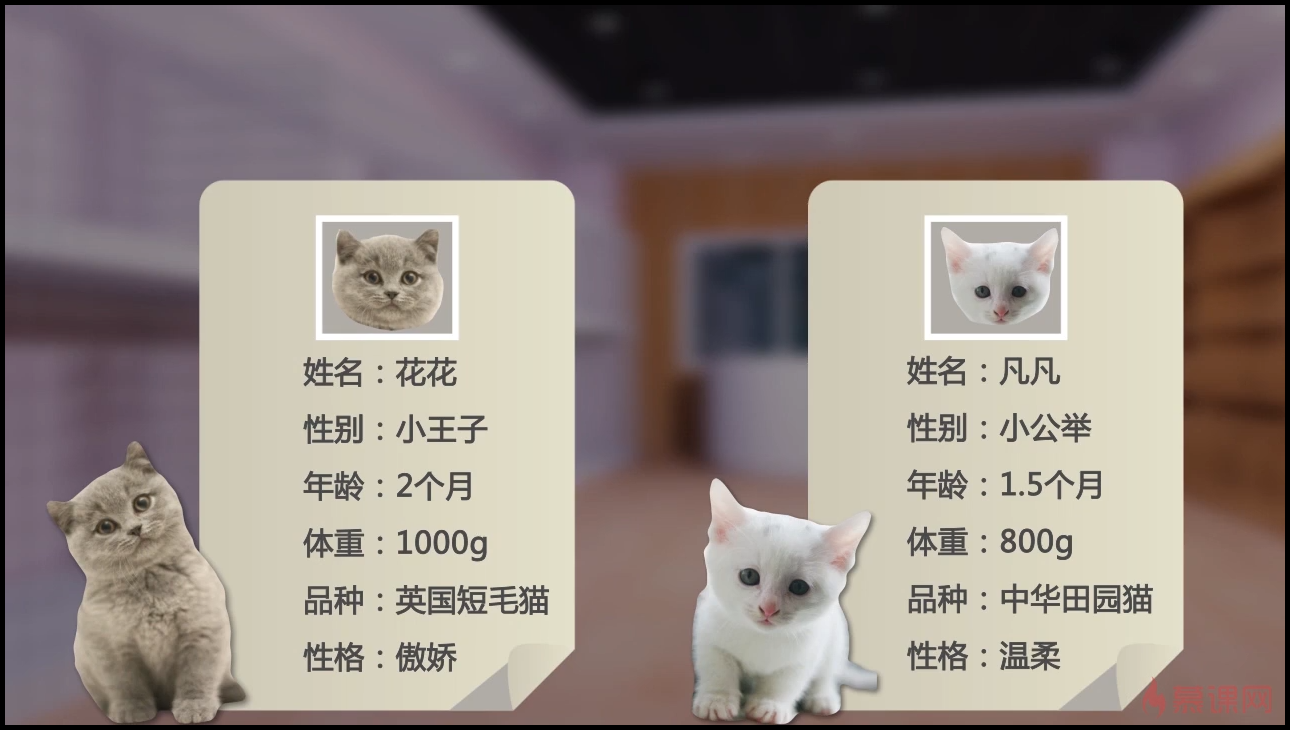 姓名：花花
性别：小王子
年龄：2个月
体重：1000g
品种：英国短毛猫
性格：傲娇
姓名：凡凡
性别：小公举
年龄：1.5个月
体重：800g
品种：中华田园猫
性格：温柔
慕课网